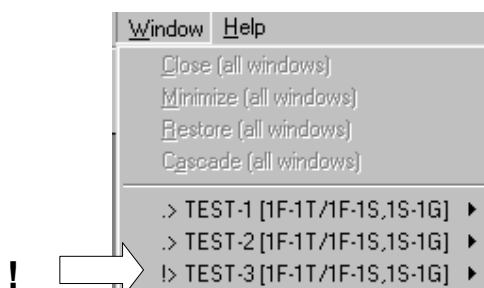 Window Help
Close (all windows)
Minimize (all windows)
Restore (all windows)
Cascade (all windows)
.> TEST-1 [1F-1T/1F-1S,1S-1G]
.> TEST-2 [1F-1T/1F-1S,1S-1G]
! !> TEST-3 [1F-1T/1F-1S,1S-1G]